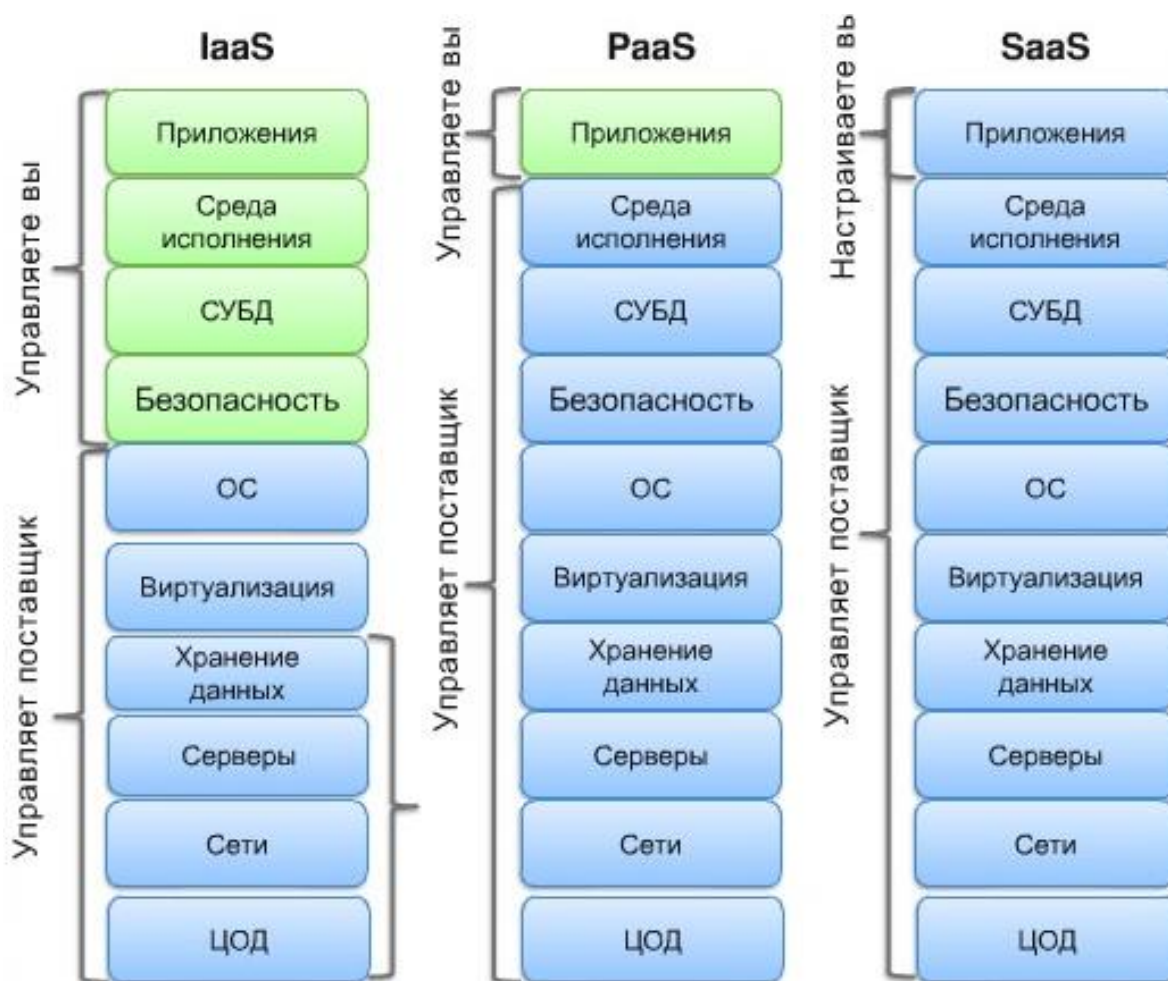 IaaS
Управляете вы
Приложения
Среда
исполнения
СУБД
Безопасность
Управляет поставщик
ОС
Виртуализация
Хранение
данных
Серверы
Сети
ЦОД
PaaS
Управляете вы
Приложения
Управляет поставщик
Среда
исполнения
СУБД
Безопасность
ОС
Виртуализация
Хранение
данных
Серверы
Сети
ЦОД
SaaS
Настраиваете
Приложения
Управляет поставщик
Среда
исполнения
СУБД
Безопасность
ОС
Виртуализация
Хранение
данных
Серверы
Сети
ЦОД